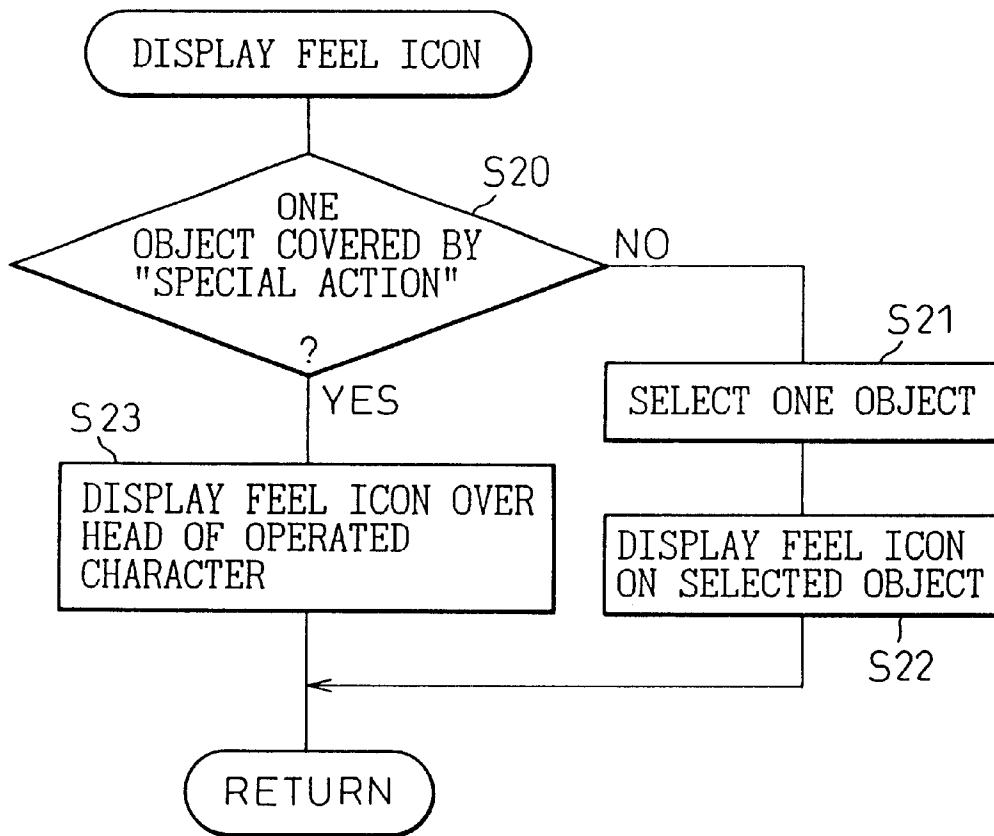 DISPLAY FEEL ICON
S20
ONE
OBJECT COVERED BY
"SPECIAL ACTION"
?
NO
YES
S21
SELECT ONE OBJECT
S23
DISPLAY FEEL ICON OVER
HEAD OF OPERATED
CHARACTER
DISPLAY FEEL ICON
ON SELECTED OBJECT
S22
RETURN